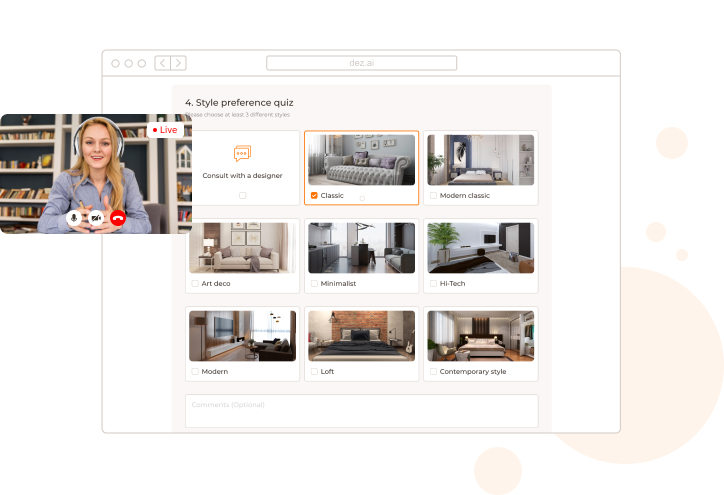 dez.ai
4. Style preference quiz
Please choose at least 3 different styles.
Live
Consult with a designer
Classic
Modern classic
Art deco
Minimalist
Hi-Tech
Modern
Loft
Contemporary style
Comments (Optional)